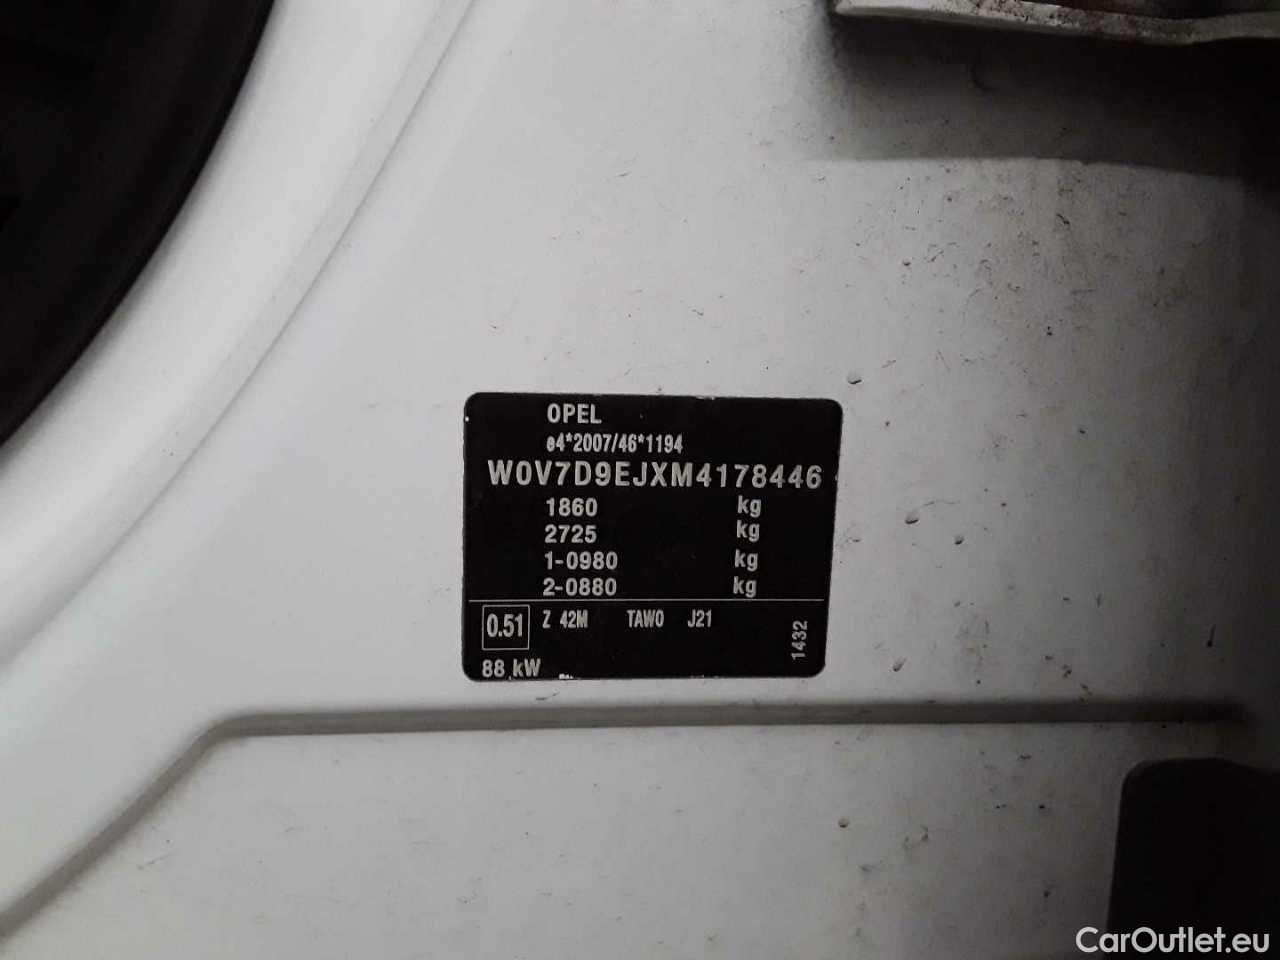 OPEL
e4*2007/46*1194
W0V7D9EJXM4178446
1860 kg
2725 kg
1-0980 kg
2-0880 kg
0.51 Z 42M TAW0 J21
1432
88 kW
CarOutlet.eu